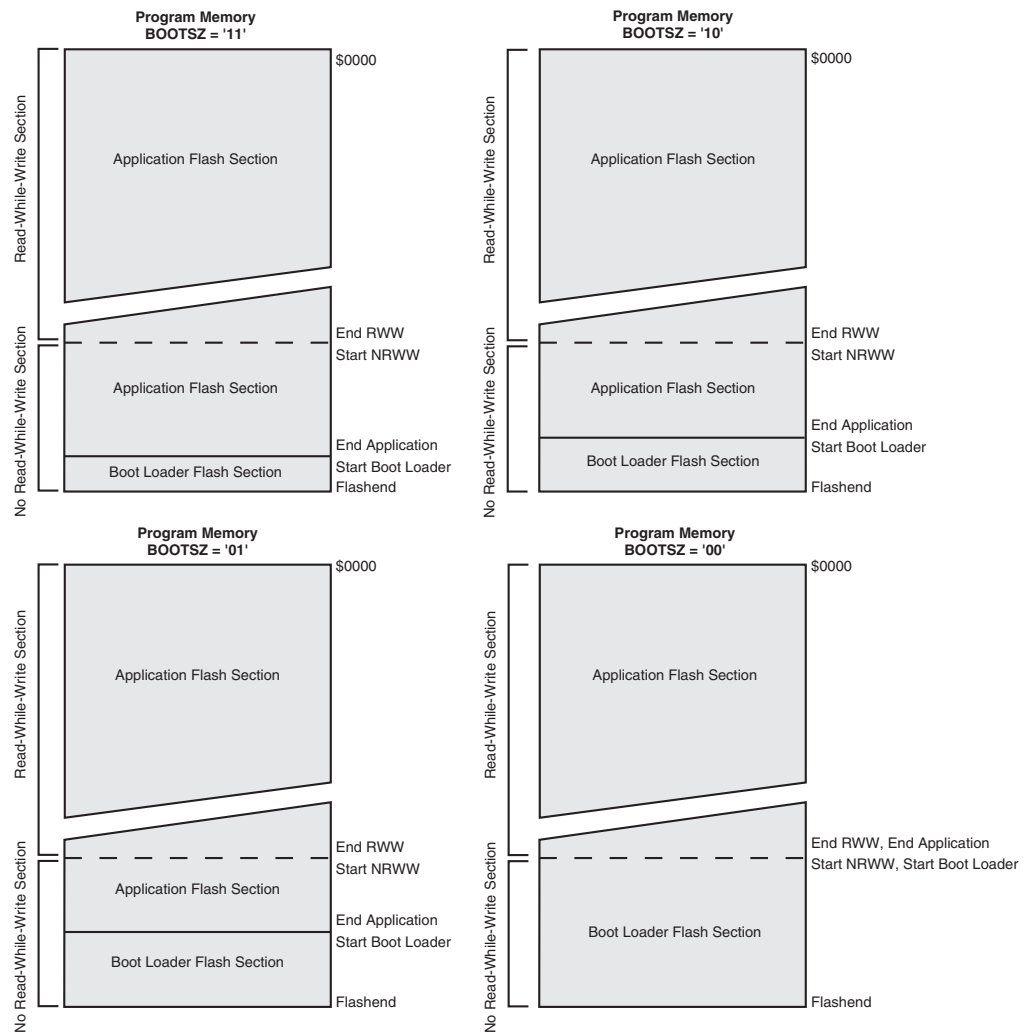 Program Memory
BOOTSZ = '11'
$0000
Read-While-Write Section
Application Flash Section
End RWW
Start NRWW
No Read-While-Write Section
Application Flash Section
End Application
Start Boot Loader
Boot Loader Flash Section
Flashend
Program Memory
BOOTSZ = '10'
$0000
Read-While-Write Section
Application Flash Section
End RWW
Start NRWW
No Read-While-Write Section
Application Flash Section
End Application
Start Boot Loader
Boot Loader Flash Section
Flashend
Program Memory
BOOTSZ = '01'
$0000
Read-While-Write Section
Application Flash Section
End RWW
Start NRWW
No Read-While-Write Section
Application Flash Section
End Application
Start Boot Loader
Boot Loader Flash Section
Flashend
Program Memory
BOOTSZ = '00'
$0000
Read-While-Write Section
Application Flash Section
End RWW, End Application
Start NRWW, Start Boot Loader
No Read-While-Write Section
Boot Loader Flash Section
Flashend